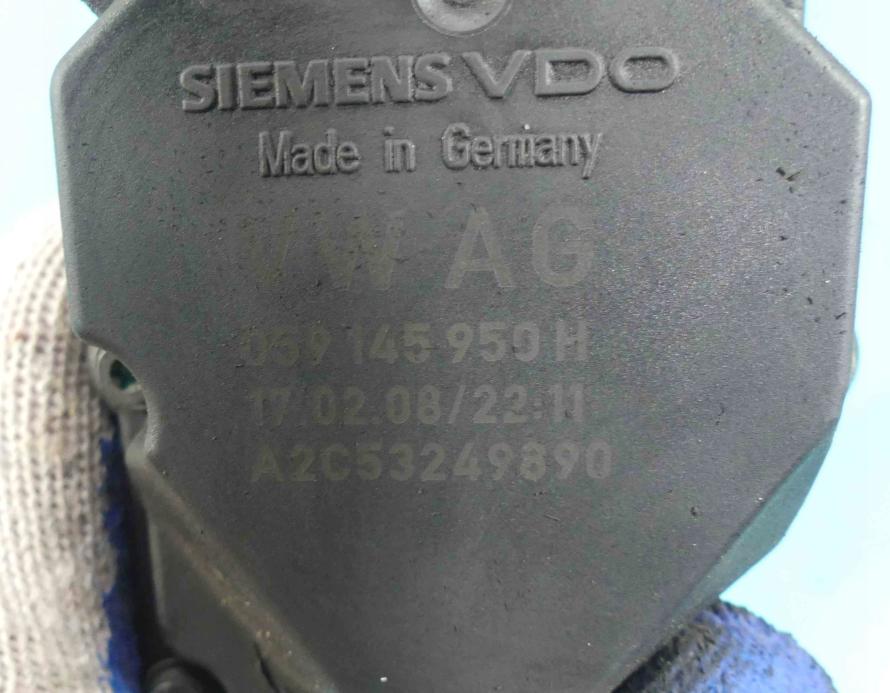 SIEMENS VDO
Made in Germany
VW AG
059 145 950 H
17.02.08/22:11
A2C53249890